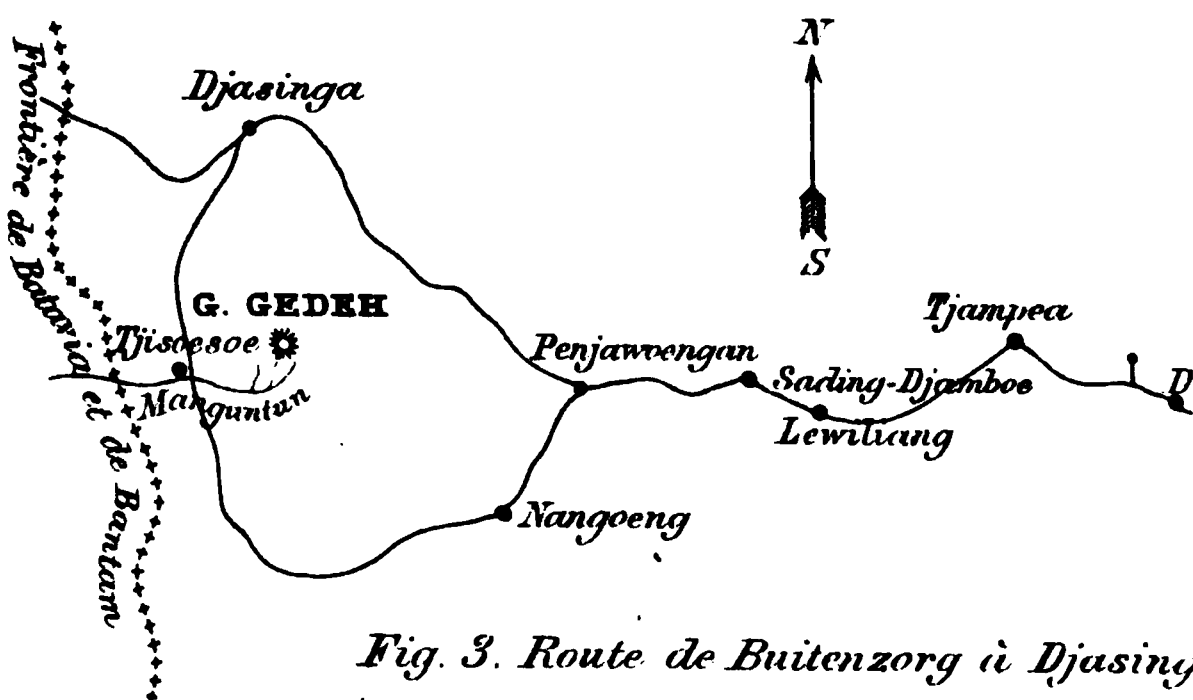 N
Djasinga
Frontière de Batavia et de Bantam
S
G. GEDEH
Tjisoesoe
Manguntun
Tjampea
Penjawoengan
Sading-Djamboe
D
Lewiliang
Nangoeng
Fig. 3. Route de Buitenzorg à Djasing